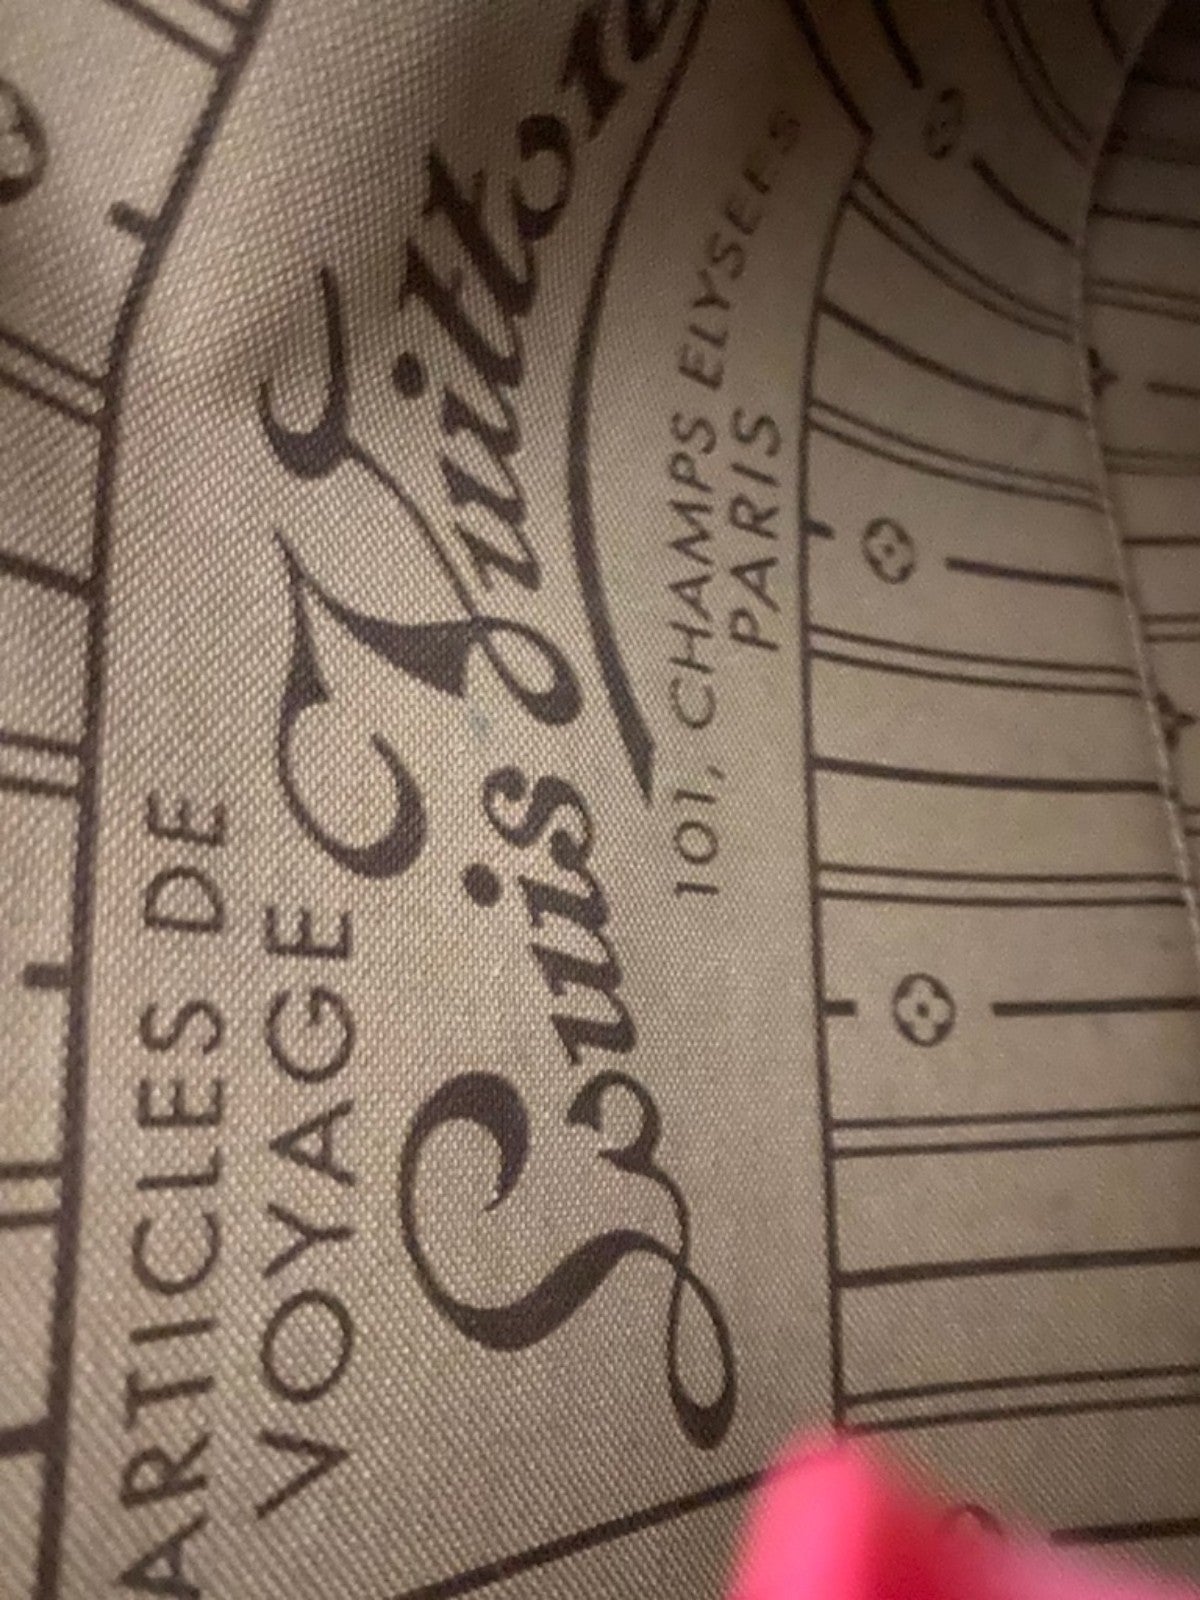 ARTICLES DE
VOYAGE
Louis Vuitton
101, CHAMPS ELYSEES
PARIS